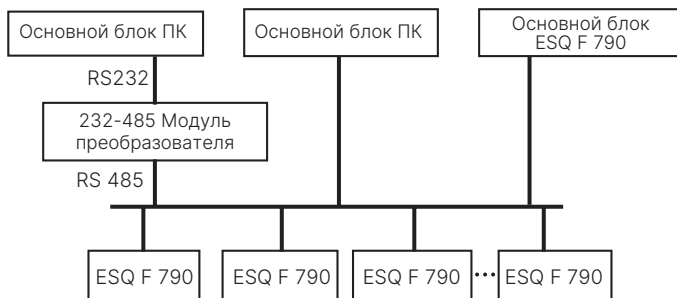 Основной блок ПК
Основной блок ПК
Основной блок
ESQ F 790
RS232
232-485 Модуль
преобразователя
RS 485
ESQ F 790
ESQ F 790
ESQ F 790
...
ESQ F 790